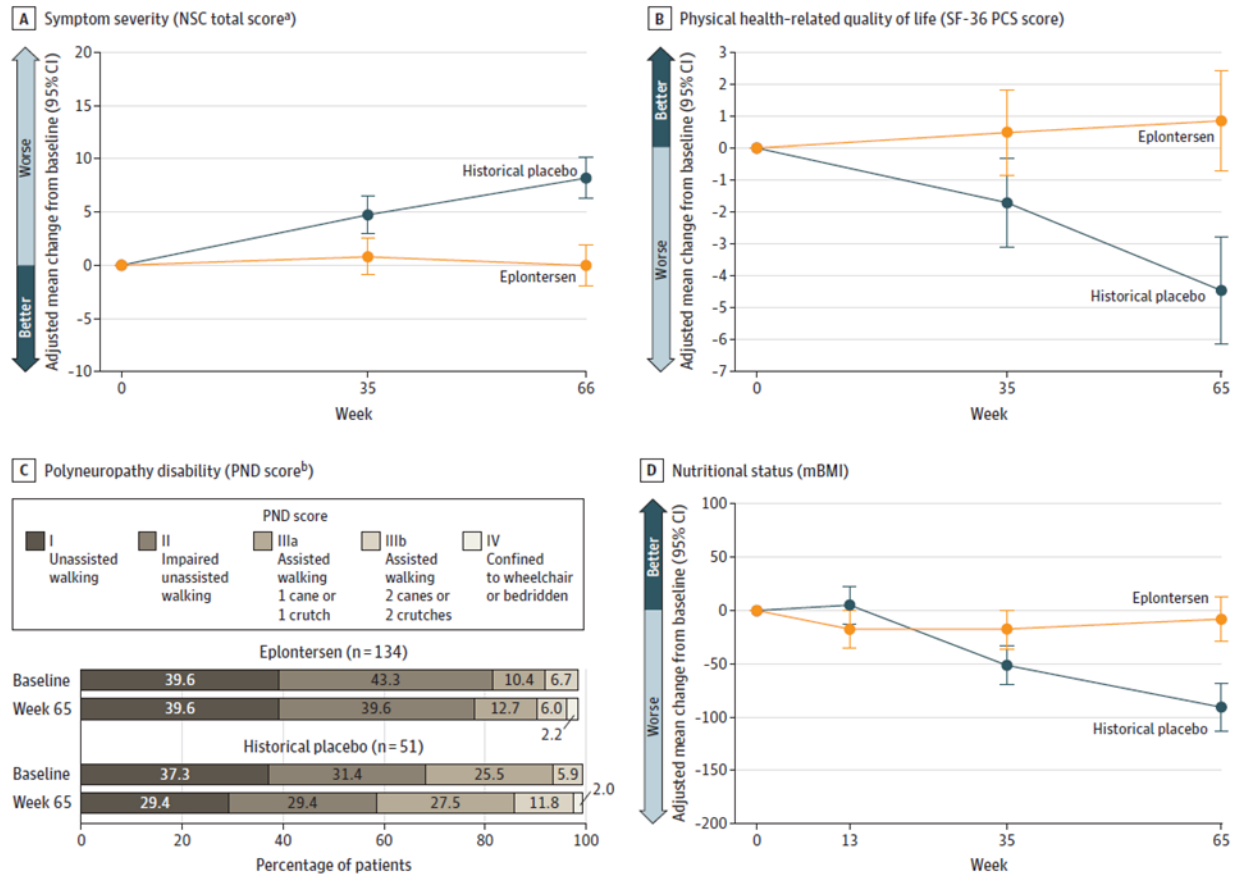 A Symptom severity (NSC total scoreᵃ)
Worse
Better
Adjusted mean change from baseline (95% CI)
20
15
10
5
0
-5
-10
Historical placebo
Eplontersen
0
35
66
Week
B Physical health-related quality of life (SF-36 PCS score)
Better
Worse
Adjusted mean change from baseline (95% CI)
3
2
1
0
-1
-2
-3
-4
-5
-6
-7
Eplontersen
Historical placebo
0
35
65
Week
C Polyneuropathy disability (PND scoreᵇ)
PND score
I
Unassisted
walking
II
Impaired
unassisted
walking
IIIa
Assisted
walking
1 cane or
1 crutch
IIIb
Assisted
walking
2 canes or
2 crutches
IV
Confined
to wheelchair
or bedridden
Eplontersen (n = 134)
Baseline 39.6 43.3 10.4 6.7
Week 65 39.6 39.6 12.7 6.0
2.2
Historical placebo (n = 51)
Baseline 37.3 31.4 25.5 5.9
2.0
Week 65 29.4 29.4 27.5 11.8
0 20 40 60 80 100
Percentage of patients
D Nutritional status (mBMI)
Better
Worse
Adjusted mean change from baseline (95% CI)
100
50
0
-50
-100
-150
-200
Eplontersen
Historical placebo
0
13
35
65
Week